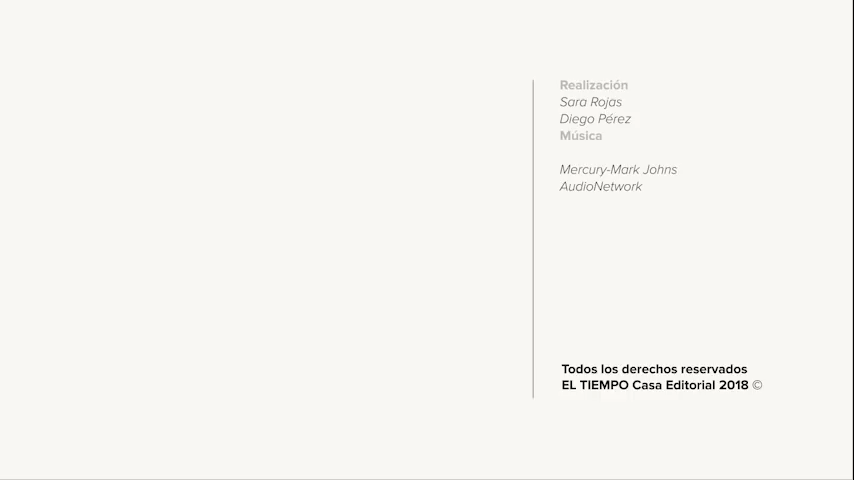 Realización
Sara Rojas
Diego Pérez
Música
Mercury-Mark Johns
AudioNetwork
Todos los derechos reservados
EL TIEMPO Casa Editorial 2018 ©